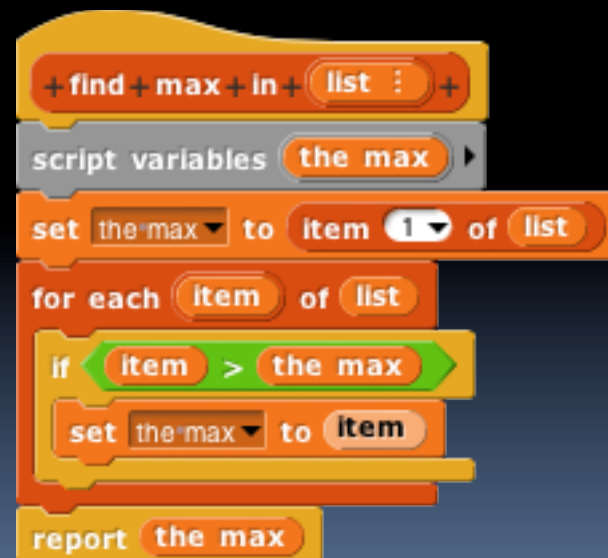 +find+max+in+ list ⋮ +
script variables the max
set the max to item 1 of list
for each item of list
if item > the max
set the max to item
report the max